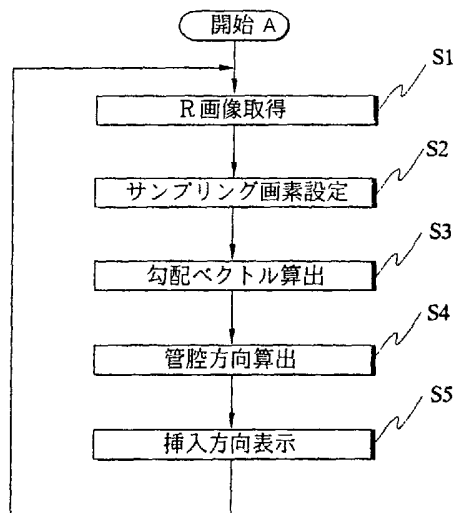 開始 A
S1
R画像取得
S2
サンプリング画素設定
S3
勾配ベクトル算出
S4
管腔方向算出
S5
挿入方向表示